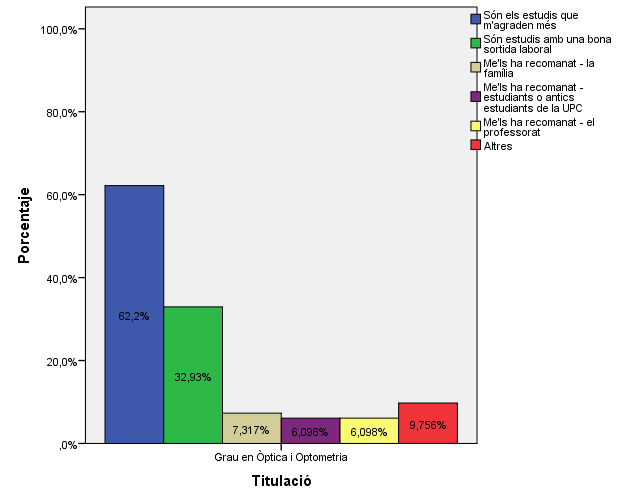 100,0%
80,0%
60,0%
40,0%
20,0%
,0%
Porcentaje
62,2%
32,93%
7,317%
6,098%
6,098%
9,756%
Grau en Òptica i Optometria
Titulació
Són els estudis que
m'agraden més
Són estudis amb una bona
sortida laboral
Me'ls ha recomanat - la
família
Me'ls ha recomanat -
estudiants o antics
estudiants de la UPC
Me'ls ha recomanat - el
professorat
Altres